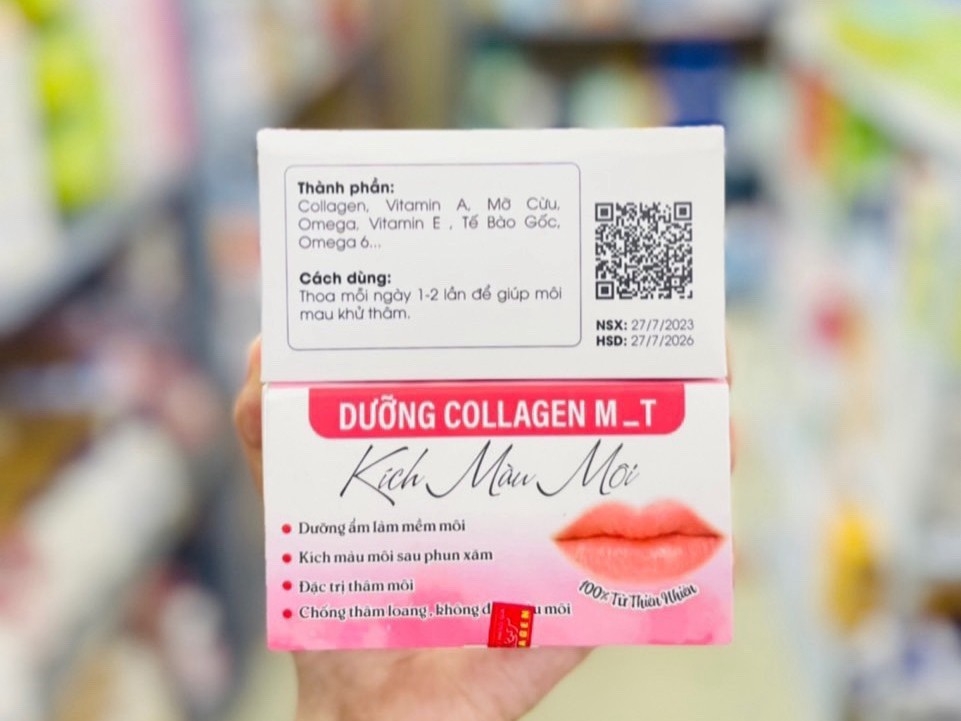 Thành phần:
Collagen, Vitamin A, Mỡ Cừu,
Omega, Vitamin E , Tế Bào Gốc,
Omega 6...
Cách dùng:
Thoa mỗi ngày 1-2 lần để giúp môi
mau khử thâm.
NSX: 27/7/2023
HSD: 27/7/2026
DƯỠNG COLLAGEN M_T
Kích Màu Môi
Dưỡng ẩm làm mềm môi
Kích màu môi sau phun xăm
Đặc trị thâm môi
Chống thâm loang , không môi
100% Từ Thiên Nhiên